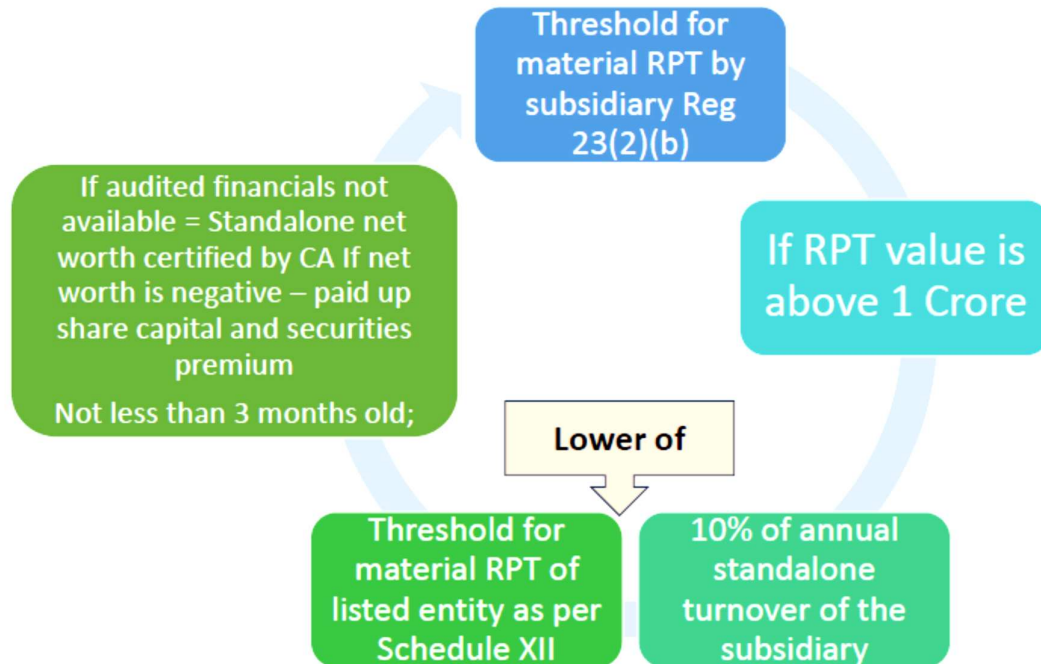 Threshold for
material RPT by
subsidiary Reg
23(2)(b)
If RPT value is
above 1 Crore
Lower of
10% of annual
standalone
turnover of the
subsidiary
Threshold for
material RPT of
listed entity as per
Schedule XII
If audited financials not
available = Standalone net
worth certified by CA If net
worth is negative – paid up
share capital and securities
premium
Not less than 3 months old;